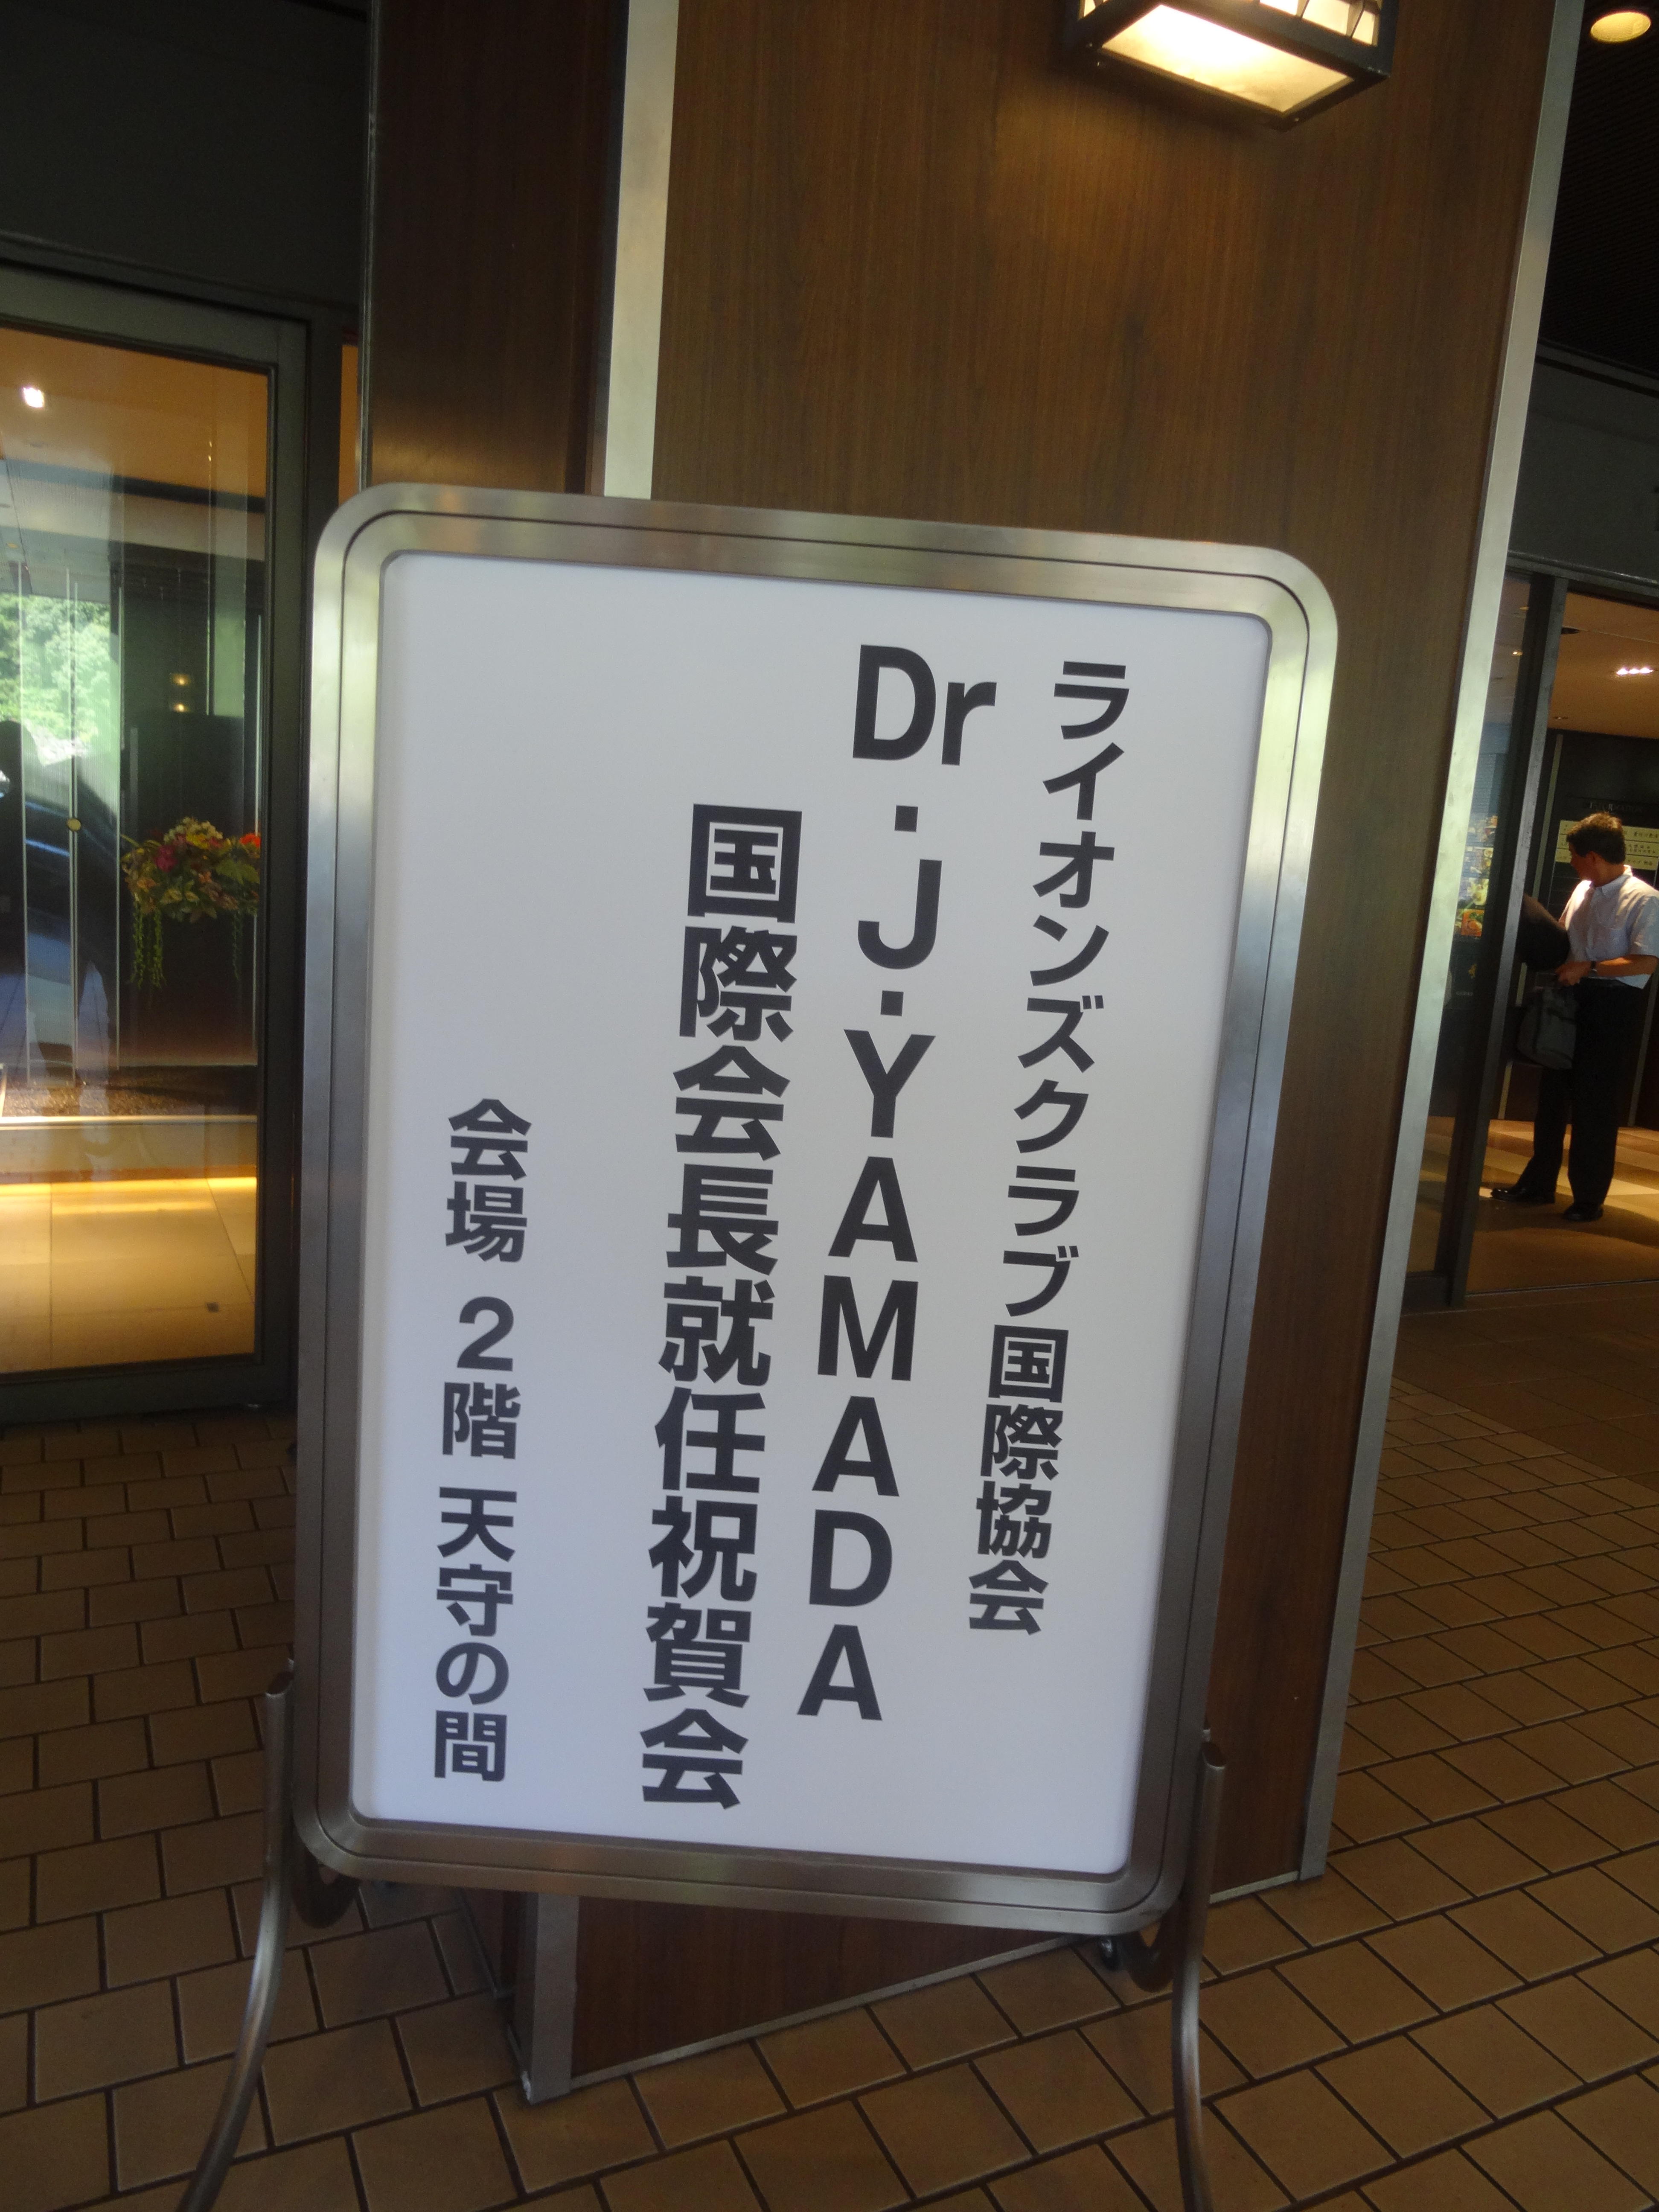 ライオンズクラブ国際協会
Dr・J・YAMADA
国際会長就任祝賀会
会場 2階 天守の間